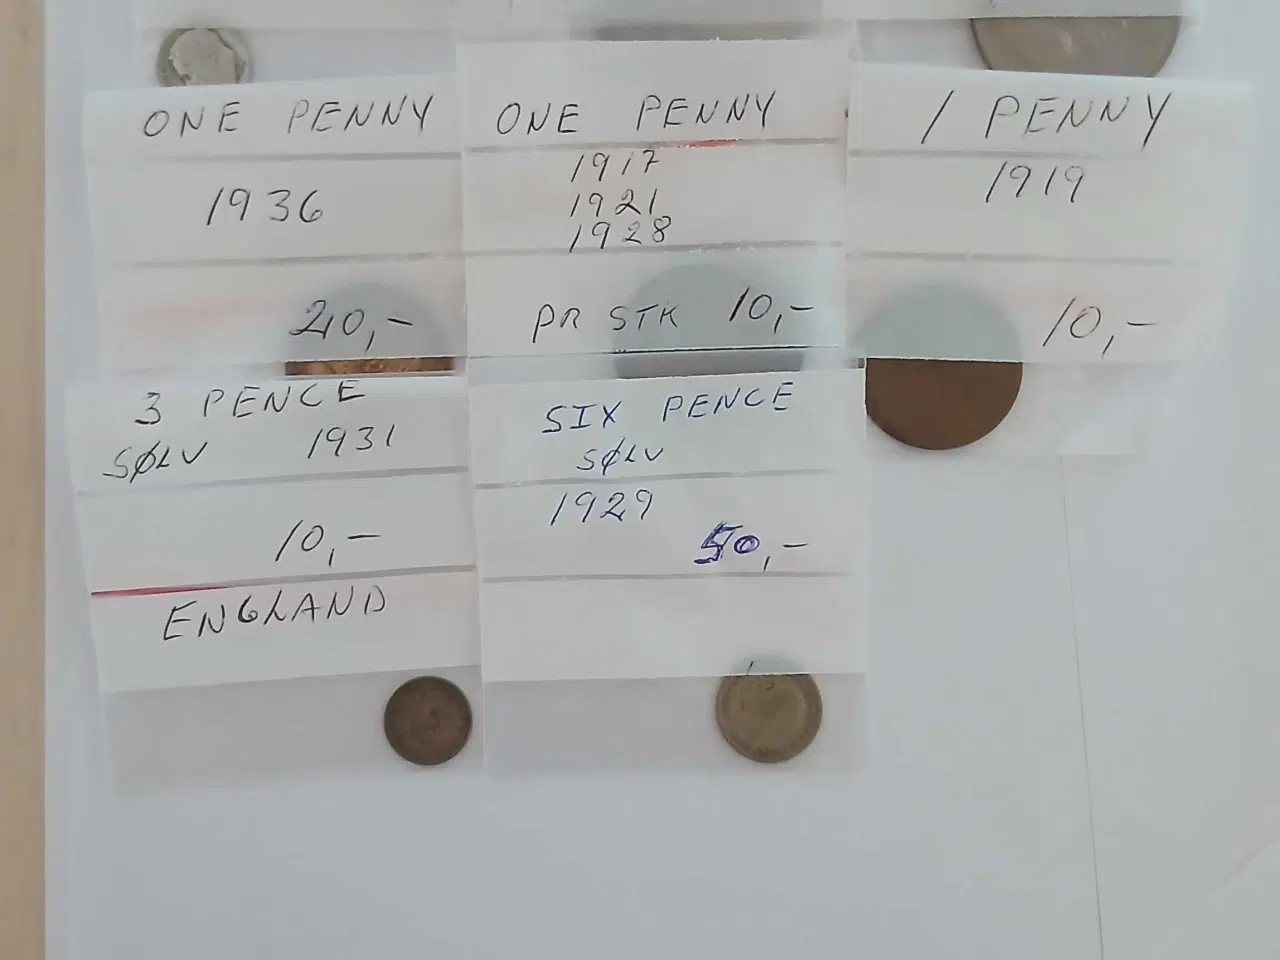 ONE PENNY
1936
20,-
ONE PENNY
1917
1921
1928
PR STK 10,-
1 PENNY
1919
10,-
3 PENCE
SØLV 1931
10,-
ENGLAND
SIX PENCE
SØLV
1929
50,-